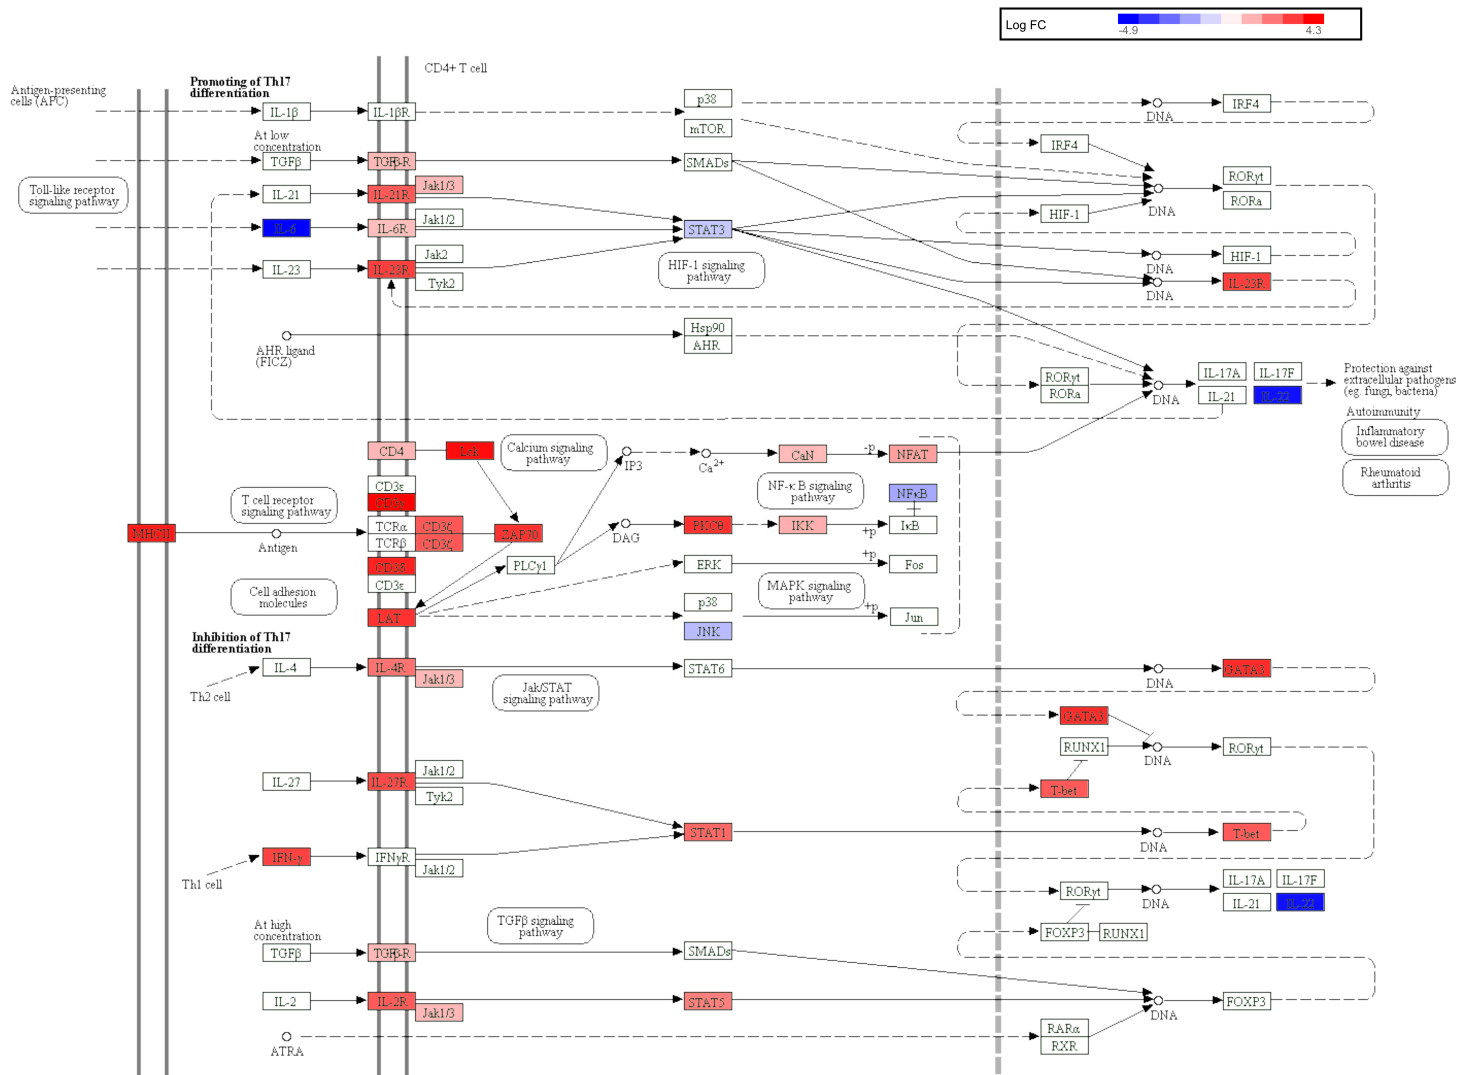 Log FC
-4.9
4.3
CD4+ T cell
Promoting of Th17
differentiation
Antigen-presenting
cells (APC)
IL-1β
IL-1βR
p38
mTOR
DNA
IRF4
IRF4
At low
concentration
TGFβ
TGFβ-R
SMADs
Toll-like receptor
signaling pathway
IL-21
IL-21R
Jak1/3
IL-6
IL-6R
Jak1/2
STAT3
IL-23
IL-23R
Jak2
Tyk2
HIF-1 signaling
pathway
HIF-1
DNA
RORγt
RORa
DNA
HIF-1
DNA
IL-23R
AHR ligand
(FICZ)
Hsp90
AHR
RORγt
RORa
DNA
IL-17A
IL-17F
IL-21
IL-22
Protection against
extracellular pathogens
(eg. fungi, bacteria)
Autoimmunity
Inflammatory
bowel disease
Rheumatoid
arthritis
CD4
Lck
Calcium signaling
pathway
IP3
Ca2+
CaN
-p
NFAT
NF-κ B signaling
pathway
NFκB
T cell receptor
signaling pathway
CD3ε
TCRα
TCRβ
CD3ζ
CD3ζ
CD3δ
CD3ε
MHCII
Antigen
ZAP70
DAG
PKCθ
IKK
+p
IκB
PLCγ1
ERK
+p
Fos
Cell adhesion
molecules
LAT
MAPK signaling
pathway
p38
JNK
+p
Jun
Inhibition of Th17
differentiation
IL-4
IL-4R
Jak1/3
STAT6
DNA
GATA3
Th2 cell
Jak/STAT
signaling pathway
GATA3
RUNX1
DNA
RORγt
IL-27
IL-27R
Jak1/2
Tyk2
T-bet
STAT1
DNA
T-bet
IFN-γ
IFNγR
Jak1/2
Th1 cell
RORγt
DNA
IL-17A
IL-17F
IL-21
IL-22
At high
concentration
TGFβ signaling
pathway
FOXP3
RUNX1
TGFβ
TGFβ-R
SMADs
IL-2
IL-2R
Jak1/3
STAT5
DNA
FOXP3
ATRA
RARα
RXR